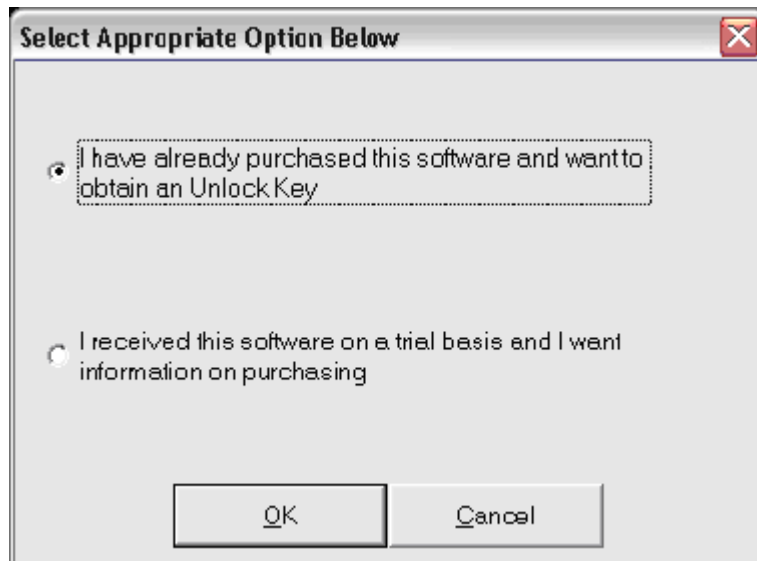 Select Appropriate Option Below
I have already purchased this software and want to
obtain an Unlock Key
I received this software on a trial basis and I want
information on purchasing
OK
Cancel